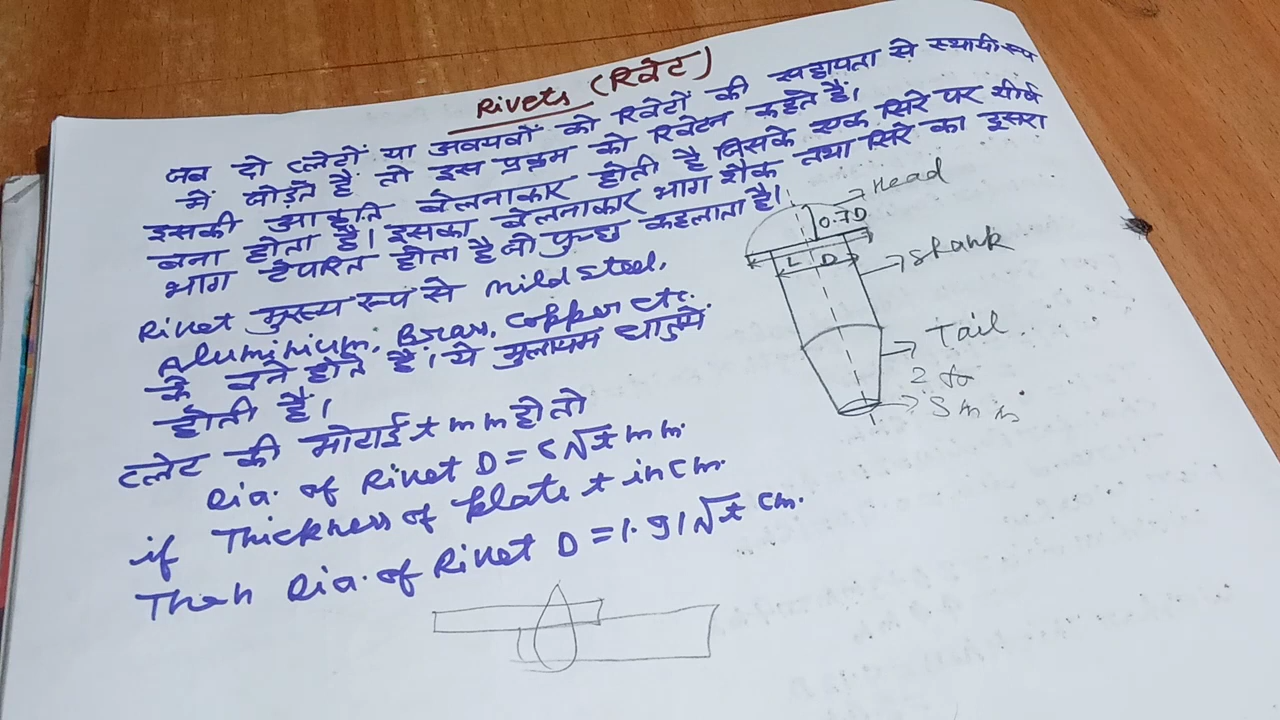 Rivets (रिवेट)
जब दो प्लेटों या अवयवों को रिवेटों की सहायता से स्थायी रूप
में जोड़ते हैं तो इस प्रक्रम को रिवेटन कहते है।
इसकी आकृति बेलनाकार होती है जिसके एक सिरे पर शीर्ष
बना होता है। इसका बेलनाकार भाग शैंक तथा सिरे का दूसरा
भाग टेपरित होता है जो पुच्छ कहलाता है।
Rivet मुख्य रूप से mild steel,
Aluminium, Brass, Copper etc.
के बने होते है। ये मुलायम धातुये
होती है।
प्लेट की मोटाई t mm हो तो
Dia. of Rivet D = 6√t mm.
if Thickness of plate t in cm.
Then Dia. of Rivet D = 1.91√t cm.
Head
0.7D
L D
Shank
Tail
2 to
3 min